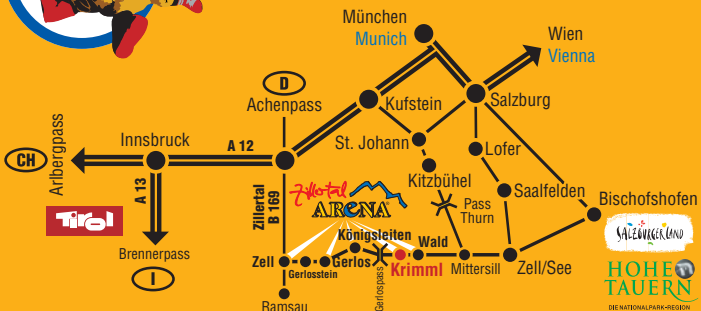 München
Munich
Wien
Vienna
D
Achenpass
Kufstein
Salzburg
CH
Arlbergpass
Innsbruck
A 12
St. Johann
Lofer
A 13
Zillertal
B 169
Zillertal
ARENA®
Kitzbühel
Saalfelden
Pass
Thurn
Bischofshofen
Tirol
SALZBURGERLAND
Brennerpass
I
Königsleiten
Wald
Zell
Gerlosstein
Gerlos
Gerlospass
Krimml
Mittersill
Zell/See
HOHE
TAUERN
DIE NATIONALPARK-REGION
Ramsau